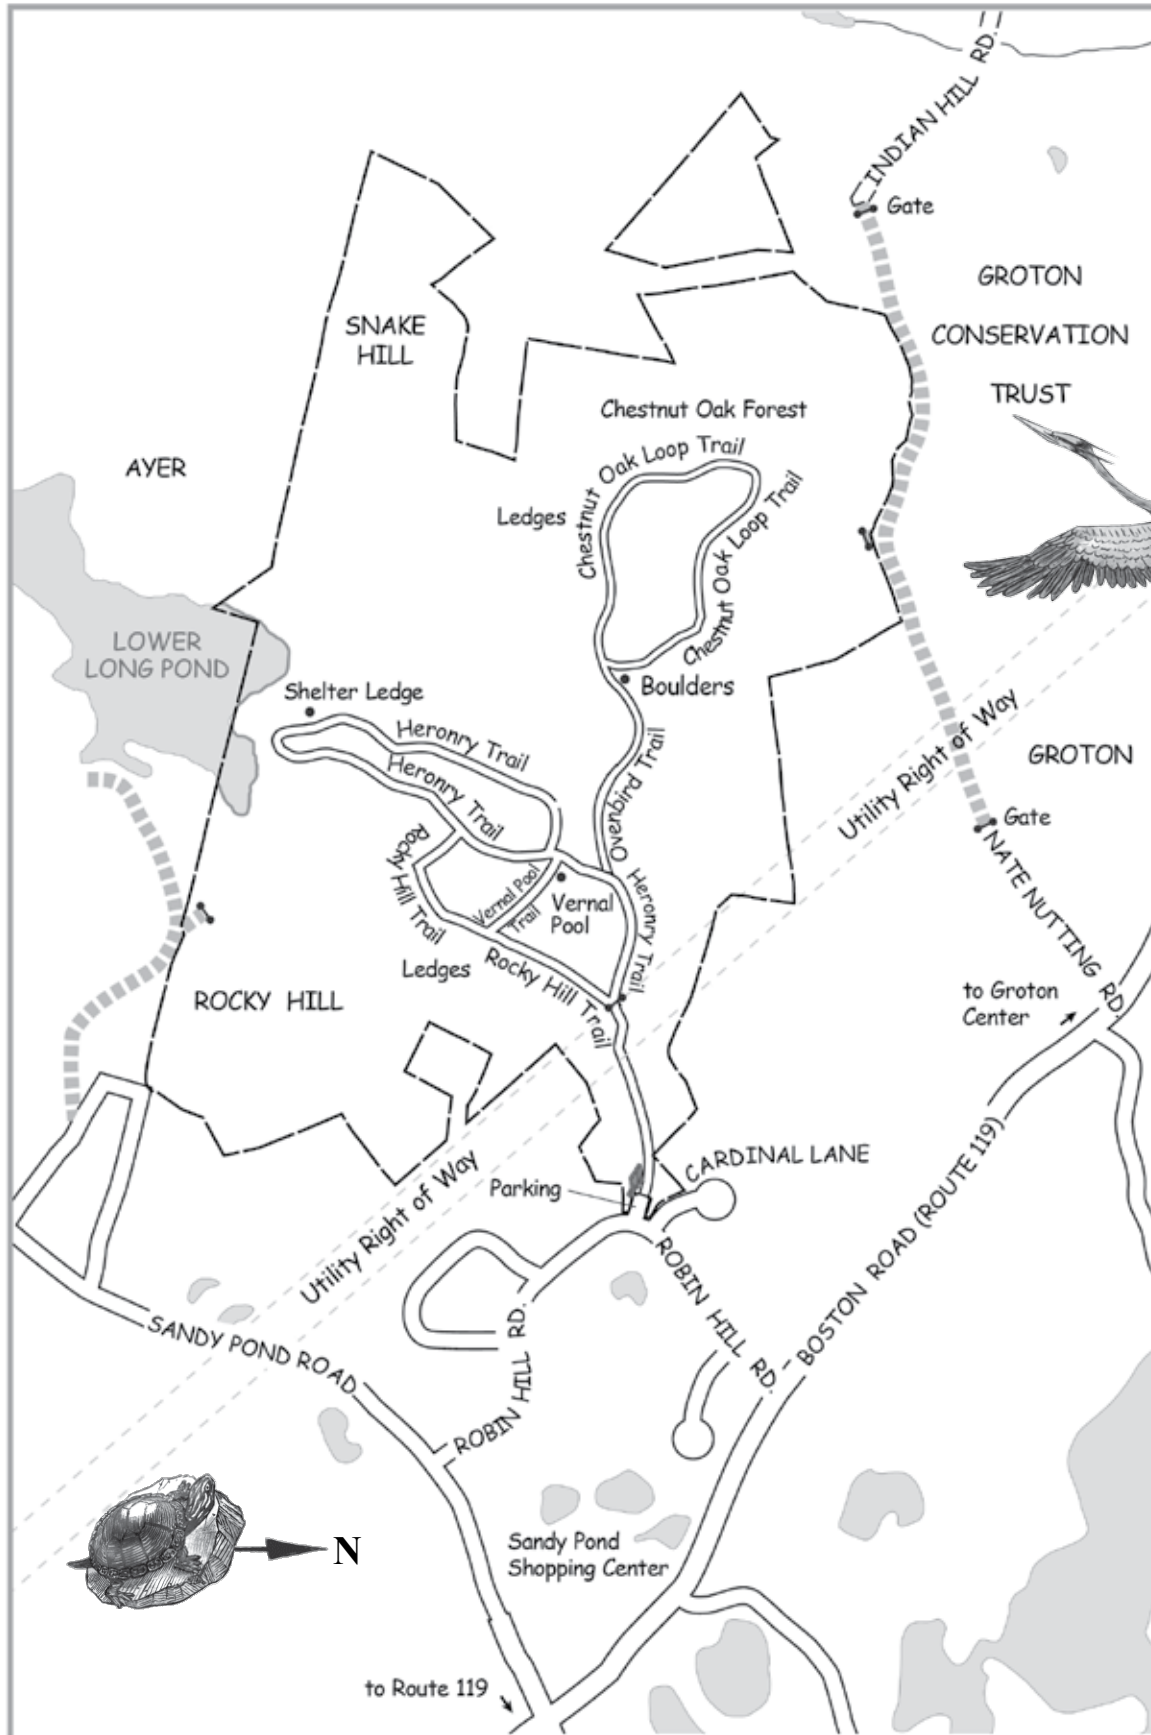 INDIAN HILL RD.
Gate
GROTON
CONSERVATION
TRUST
SNAKE
HILL
Chestnut Oak Forest
Chestnut Oak Loop Trail
Chestnut Oak Loop Trail
Ledges
AYER
LOWER
LONG POND
Shelter Ledge
Boulders
Heronry Trail
Heronry Trail
Ovenbird Trail
Utility Right of Way
GROTON
Gate
NATE NUTTING RD.
Rocky Hill Trail
Vernal Pool
Trail
Vernal
Pool
Heronry Trail
Ledges
Rocky Hill Trail
ROCKY HILL
to Groton
Center
CARDINAL LANE
Parking
Utility Right of Way
ROBIN HILL RD.
ROBIN HILL RD.
BOSTON ROAD (ROUTE 119)
SANDY POND ROAD
N
Sandy Pond
Shopping Center
to Route 119